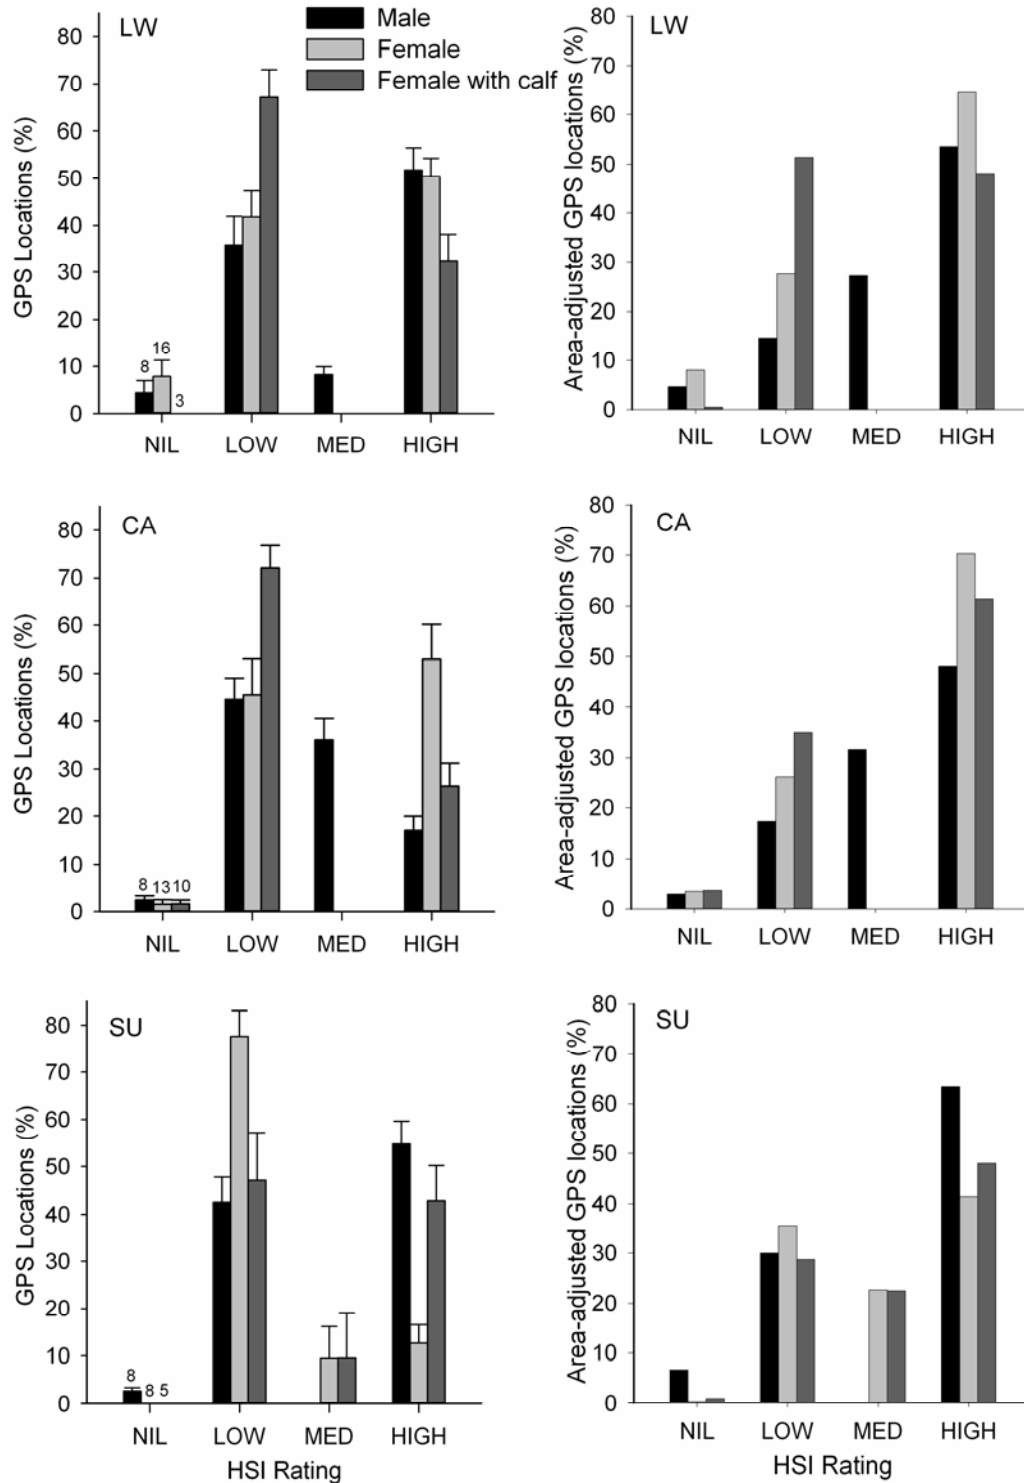 LW
Male
Female
Female with calf
GPS Locations (%)
80
70
60
50
40
30
20
10
0
8
16
3
NIL LOW MED HIGH
LW
Area-adjusted GPS locations (%)
80
70
60
50
40
30
20
10
0
NIL LOW MED HIGH
CA
GPS Locations (%)
80
70
60
50
40
30
20
10
0
8 13 10
NIL LOW MED HIGH
CA
Area-adjusted GPS locations (%)
80
70
60
50
40
30
20
10
0
NIL LOW MED HIGH
SU
GPS Locations (%)
80
70
60
50
40
30
20
10
0
8
8 5
NIL LOW MED HIGH
HSI Rating
SU
Area-adjusted GPS locations (%)
80
70
60
50
40
30
20
10
0
NIL LOW MED HIGH
HSI Rating